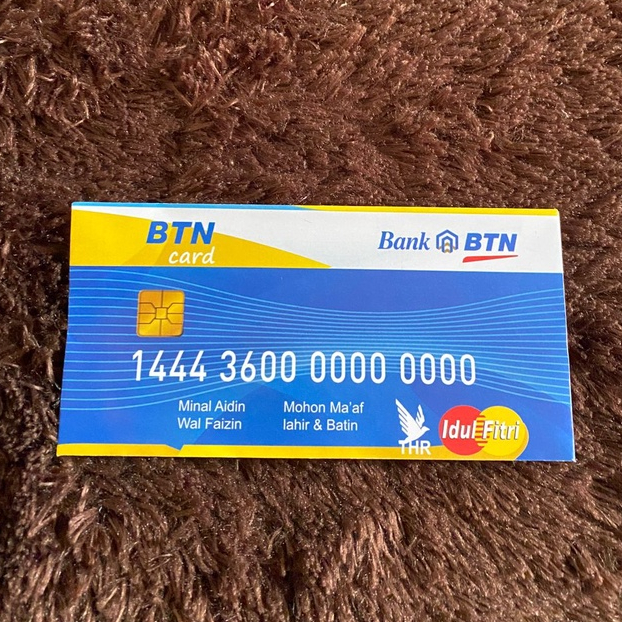 BTN
card
Bank BTN
1444 3600 0000 0000
Minal Aidin
Wal Faizin
Mohon Ma'af
lahir & Batin
THR
Idul Fitri